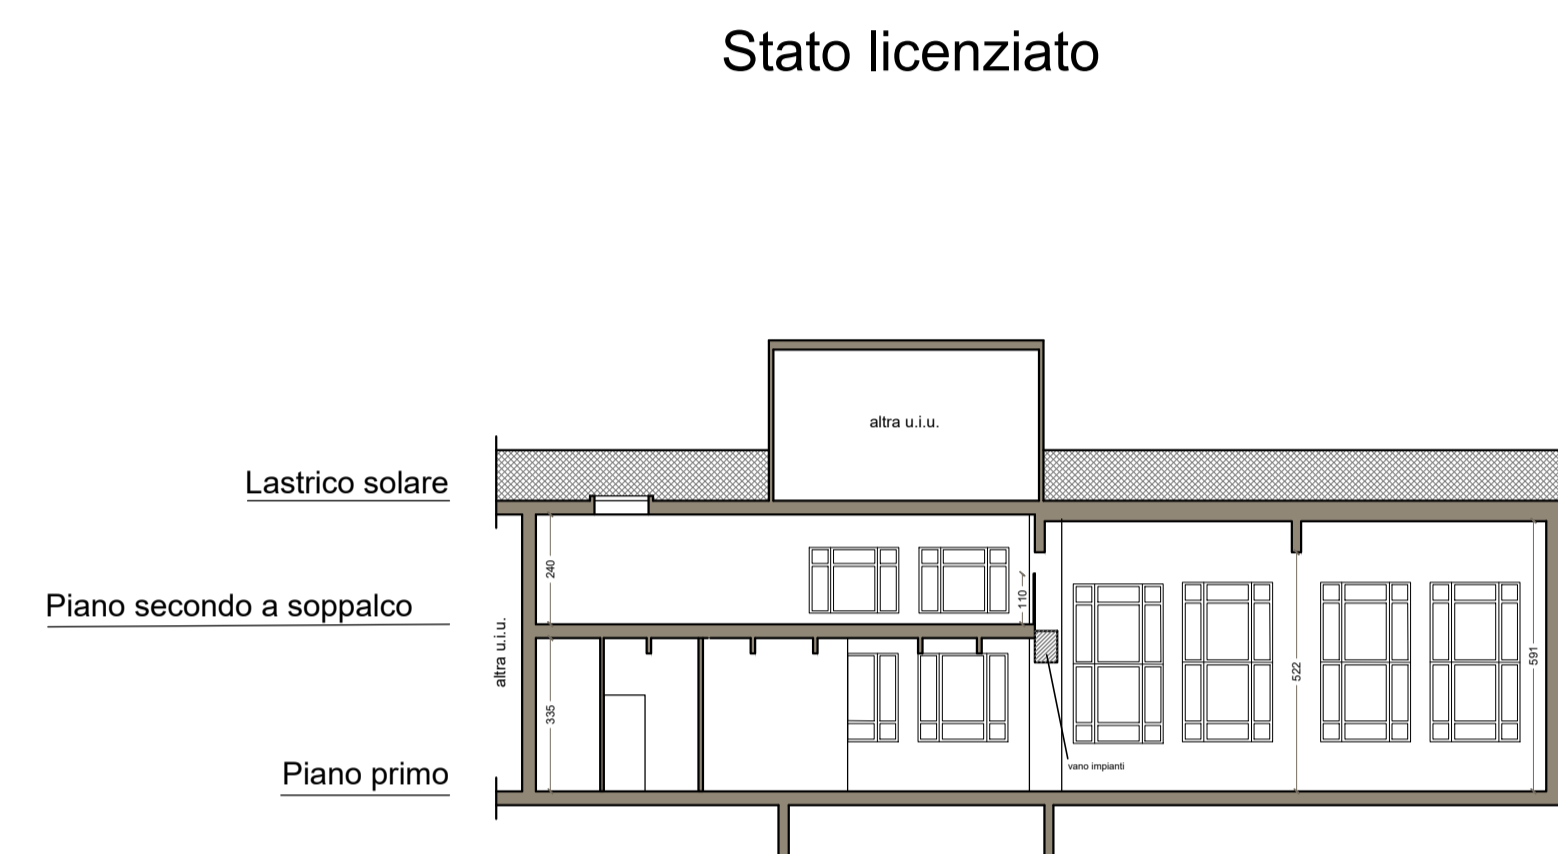 Stato licenziato
altra u.i.u.
Lastrico solare
240
Piano secondo a soppalco
110
altra u.i.u.
591
522
335
vano impianti
Piano primo